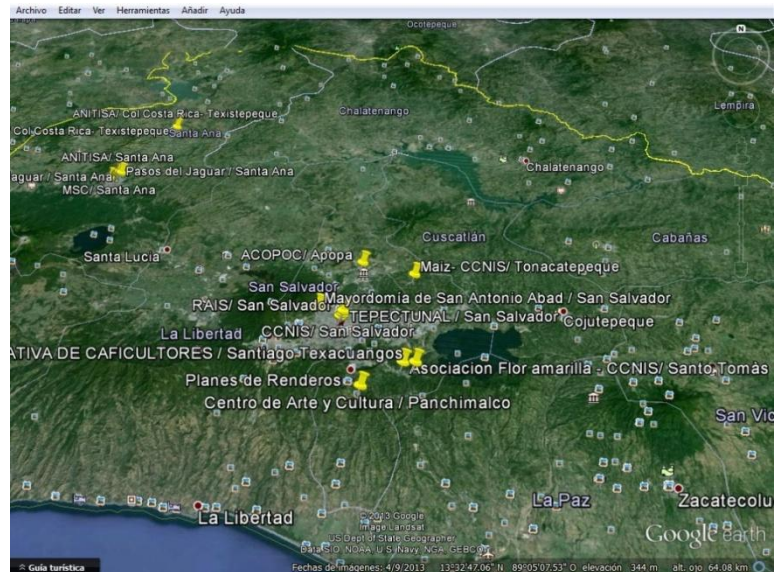 Archivo Editar Ver Herramientas Añadir Ayuda
Ocotepeque
N
Lempira
ANITISA/ Col Costa Rica- Texistepeque
Chalatenango
Col Costa Rica- Texistepeque
Santa Ana
ANITISA/ Santa Ana
Pasos del Jaguar / Santa Ana
Chalatenango
aguar / Santa Ana
MSC/ Santa Ana
Cuscatlán
Cabañas
Santa Lucía
ACOPOC/ Apopa
Maiz- CCNIS/ Tonacatepeque
San Salvador
RAIS/ San Salvador
Mayordomía de San Antonio Abad / San Salvador
TEPECTUNAL / San Salvador
Cojutepeque
La Libertad
CCNIS/ San Salvador
ATIVA DE CAFICULTORES / Santiago Texacuangos
Asociacion Flor amarilla - CCNIS/ Santo Tomás
Planes de Renderos
Centro de Arte y Cultura / Panchimalco
San Vic
La Paz
Zacatecolu
La Libertad
© 2013 Google
Image Landsat
US Dept of State Geographer
Data SIO, NOAA, U.S. Navy, NGA, GEBCO
Google earth
Guía turística
Fechas de imágenes: 4/9/2013 13°32'47.06" N 89°05'07.53" O elevación 344 m alt. ojo 64.08 km